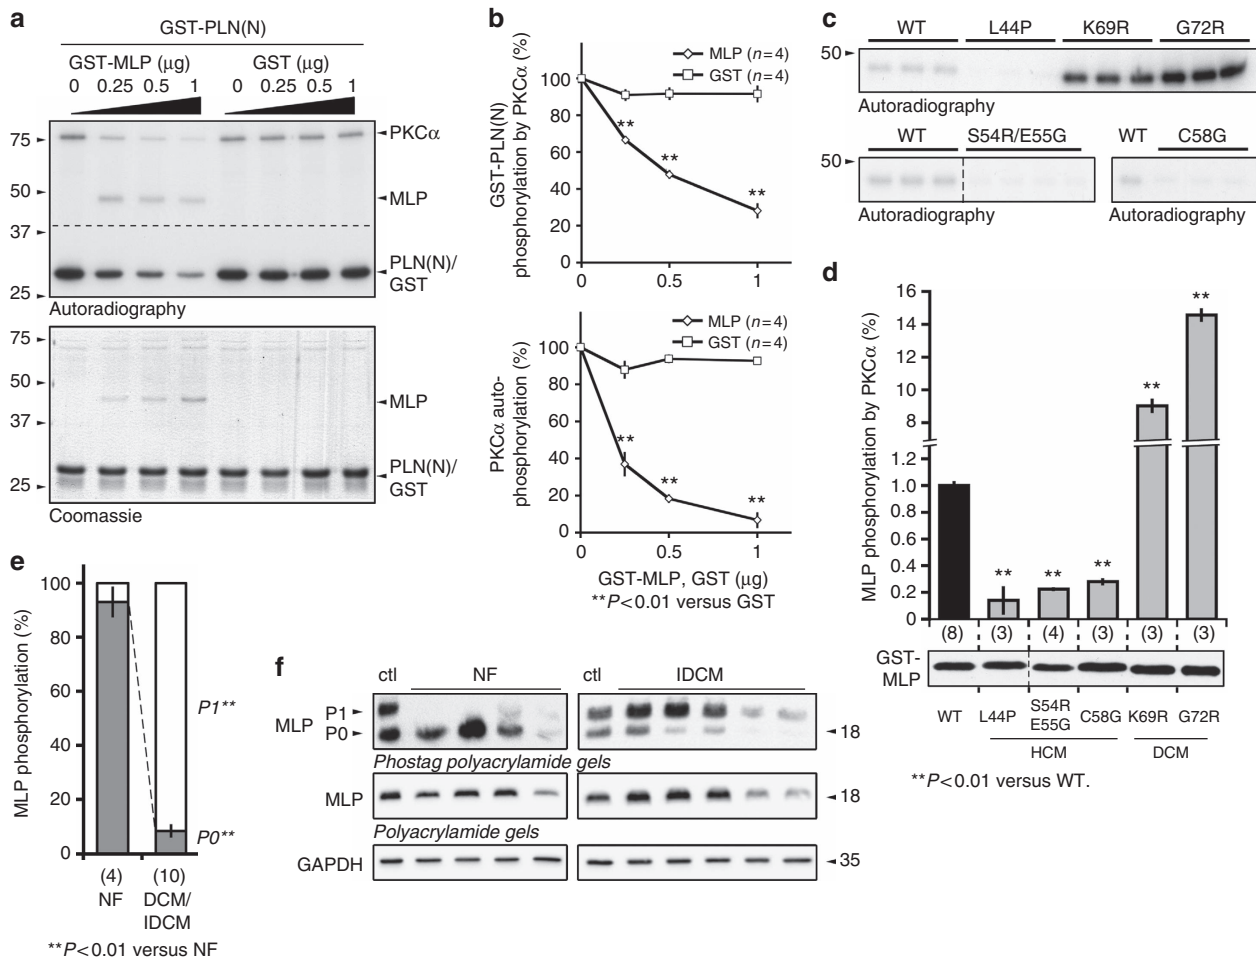 a
GST-PLN(N)
GST-MLP (μg) GST (μg)
0 0.25 0.5 1 0 0.25 0.5 1
75
50
37
25
PKCα
MLP
PLN(N)/
GST
Autoradiography
75
50
37
25
MLP
PLN(N)/
GST
Coomassie
b
GST-PLN(N)
phosphorylation by PKCα (%)
100
80
60
40
20
0
MLP (n=4)
GST (n=4)
**
**
**
0 0.5 1
PKCα auto-
phosphorylation (%)
100
80
60
40
20
0
MLP (n=4)
GST (n=4)
**
**
**
0 0.5 1
GST-MLP, GST (μg)
**P<0.01 versus GST
c
WT L44P K69R G72R
50
Autoradiography
WT S54R/E55G WT C58G
50
Autoradiography Autoradiography
d
MLP phosphorylation by PKCα (%)
16
14
12
10
8
1.2
1.0
0.8
0.6
0.4
0.2
0
** ** ** ** **
(8) (3) (4) (3) (3) (3)
GST-
MLP
WT L44P S54R E55G C58G K69R G72R
HCM DCM
**P<0.01 versus WT.
e
MLP phosphorylation (%)
100
80
60
40
20
0
P1**
P0**
(4) (10)
NF DCM/
IDCM
**P<0.01 versus NF
f
ctl NF ctl IDCM
MLP P1
P0 18
Phostag polyacrylamide gels
MLP 18
Polyacrylamide gels
GAPDH 35